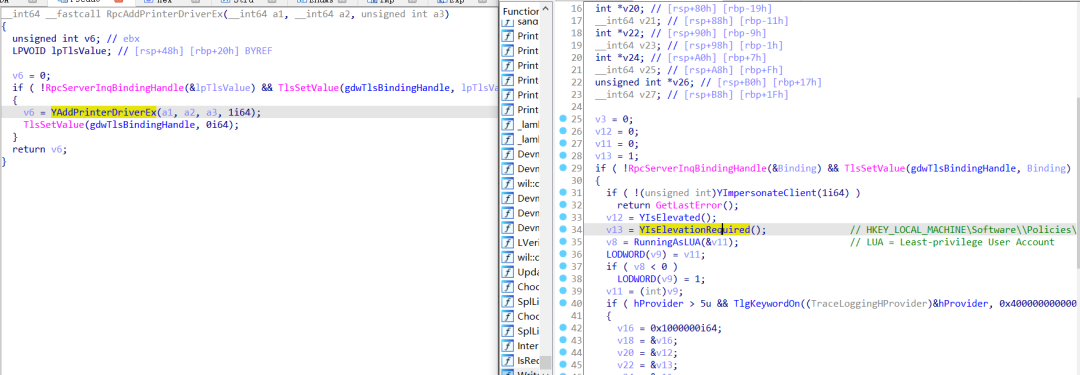 __int64 __fastcall RpcAddPrinterDriverEx(__int64 a1, __int64 a2, unsigned int a3)
{
unsigned int v6; // ebx
LPVOID lpTlsValue; // [rsp+48h] [rbp+20h] BYREF
v6 = 0;
if ( !RpcServerInqBindingHandle(&lpTlsValue) && TlsSetValue(gdwTlsBindingHandle, lpTlsVal
{
v6 = YAddPrinterDriverEx(a1, a2, a3, 1i64);
TlsSetValue(gdwTlsBindingHandle, 0i64);
}
return v6;
}
Function
f Print
f Print
f Print
f Print
f Print
f Print
f _lam
f _lam
f Devn
f Devn
f wil::c
f Devn
f Devn
f Devn
f LVeri
f wil::c
f Upda
f Choo
f SplLi
f Choo
f SplLi
f Inter
f IsRec
16 int *v20; // [rsp+80h] [rbp-19h]
17 __int64 v21; // [rsp+88h] [rbp-11h]
18 int *v22; // [rsp+90h] [rbp-9h]
19 __int64 v23; // [rsp+98h] [rbp-1h]
20 int *v24; // [rsp+A0h] [rbp+7h]
21 __int64 v25; // [rsp+A8h] [rbp+Fh]
22 unsigned int *v26; // [rsp+B0h] [rbp+17h]
23 __int64 v27; // [rsp+B8h] [rbp+1Fh]
24
25 v3 = 0;
26 v12 = 0;
27 v11 = 0;
28 v13 = 1;
29 if ( !RpcServerInqBindingHandle(&Binding) && TlsSetValue(gdwTlsBindingHandle, Binding)
30 {
31 if ( !(unsigned int)YImpersonateClient(1i64) )
32 return GetLastError();
33 v12 = YIsElevated();
34 v13 = YIsElevationRequired(); // HKEY_LOCAL_MACHINE\Software\\Policies\
35 v8 = RunningAsLUA(&v11); // LUA = Least-privilege User Account
36 LODWORD(v9) = v11;
37 if ( v8 < 0 )
38 LODWORD(v9) = 1;
39 v11 = (int)v9;
40 if ( hProvider > 5u && TlgKeywordOn((TraceLoggingHProvider)&hProvider, 0x400000000000
41 {
42 v16 = 0x1000000i64;
43 v18 = &v16;
44 v20 = &v12;
45 v22 = &v13;